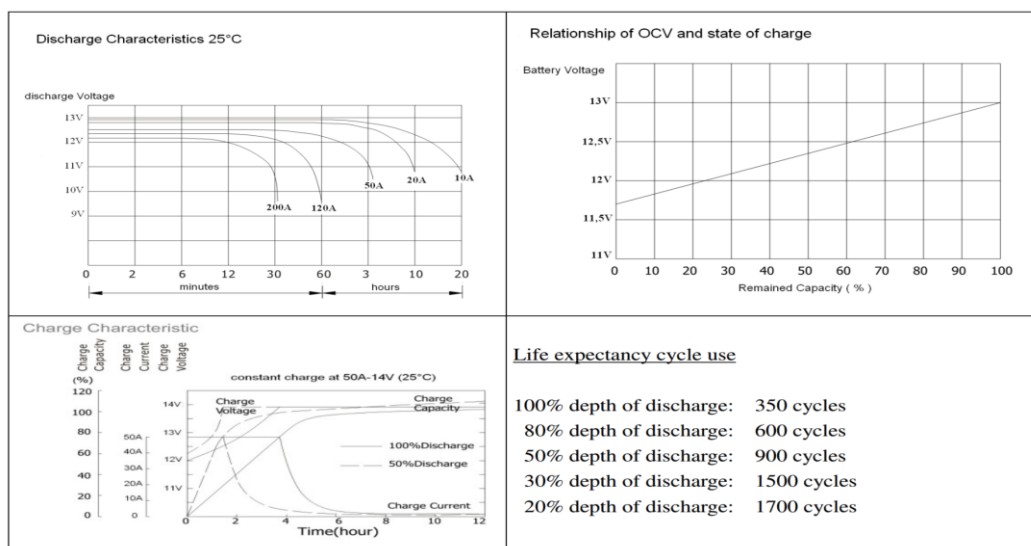 Discharge Characteristics 25°C
discharge Voltage
13V
12V
11V
10V
9V
200A
120A
50A
20A
10A
0 2 6 12 30 60 3 10 20
minutes hours
Relationship of OCV and state of charge
Battery Voltage
13V
12,5V
12V
11,5V
11V
0 10 20 30 40 50 60 70 80 90 100
Remained Capacity ( % )
Charge Characteristic
Charge Capacity
Charge Current
Charge Voltage
(%)
constant charge at 50A-14V (25°C)
120
100
80
60
40
20
0
50A
40A
30A
20A
10A
0
14V
13V
12V
11V
Charge
Voltage
Charge
Capacity
100%Discharge
50%Discharge
Charge Current
0 2 4 6 8 10 12
Time(hour)
Life expectancy cycle use
100% depth of discharge: 350 cycles
80% depth of discharge: 600 cycles
50% depth of discharge: 900 cycles
30% depth of discharge: 1500 cycles
20% depth of discharge: 1700 cycles